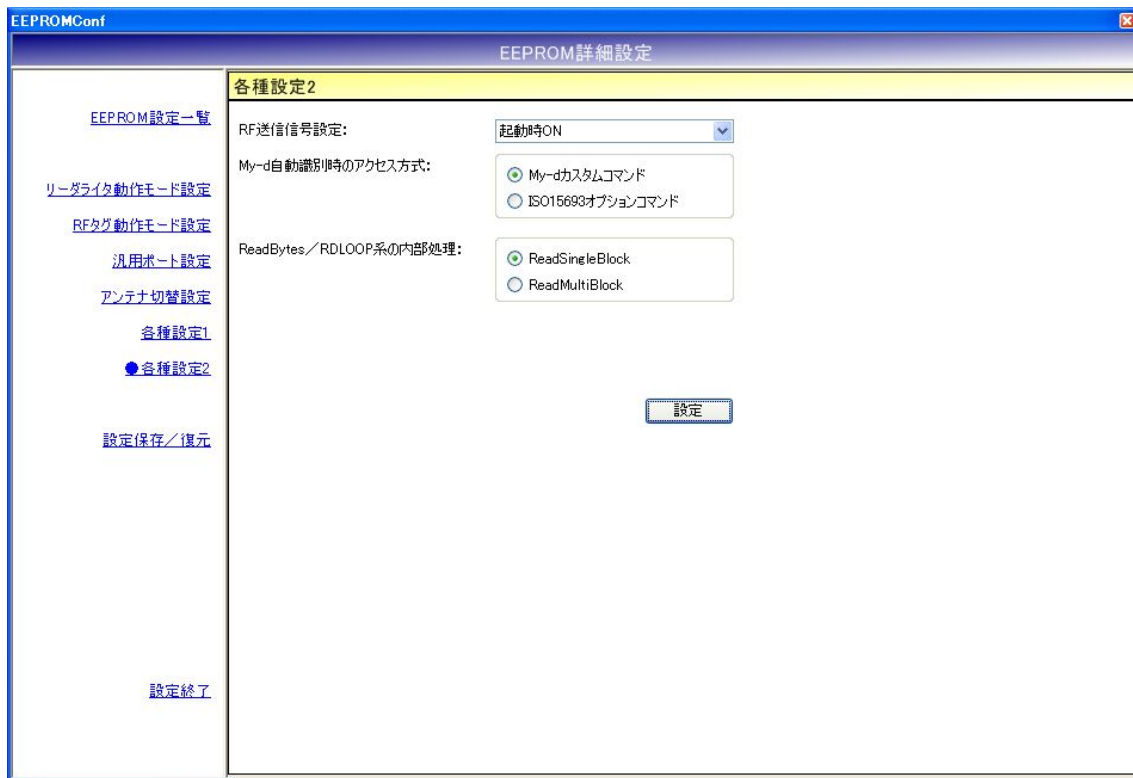 EEPROMConf
EEPROM詳細設定
EEPROM設定一覧
リーダライタ動作モード設定
RFタグ動作モード設定
汎用ポート設定
アンテナ切替設定
各種設定1
●各種設定2
設定保存／復元
設定終了
各種設定2
RF送信信号設定:
起動時ON
My-d自動識別時のアクセス方式:
My-dカスタムコマンド
ISO15693オプションコマンド
ReadBytes／RDLOOP系の内部処理:
ReadSingleBlock
ReadMultiBlock
設定